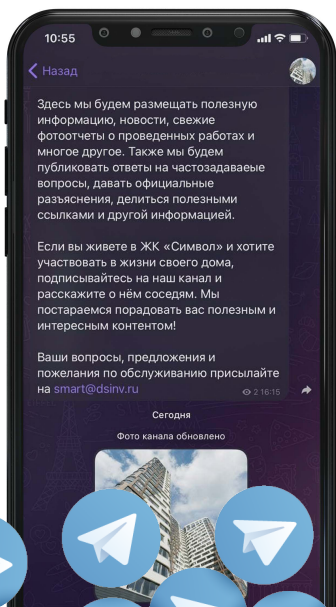 10:55
Назад
Здесь мы будем размещать полезную
информацию, новости, свежие
фотоотчеты о проведенных работах и
многое другое. Также мы будем
публиковать ответы на частозадаваеые
вопросы, давать официальные
разъяснения, делиться полезными
ссылками и другой информацией.
Если вы живете в ЖК «Символ» и хотите
участвовать в жизни своего дома,
подписывайтесь на наш канал и
расскажите о нём соседям. Мы
постараемся порадовать вас полезным и
интересным контентом!
Ваши вопросы, предложения и
пожелания по обслуживанию присылайте
на smart@dsinv.ru
2 16:15
Сегодня
Фото канала обновлено